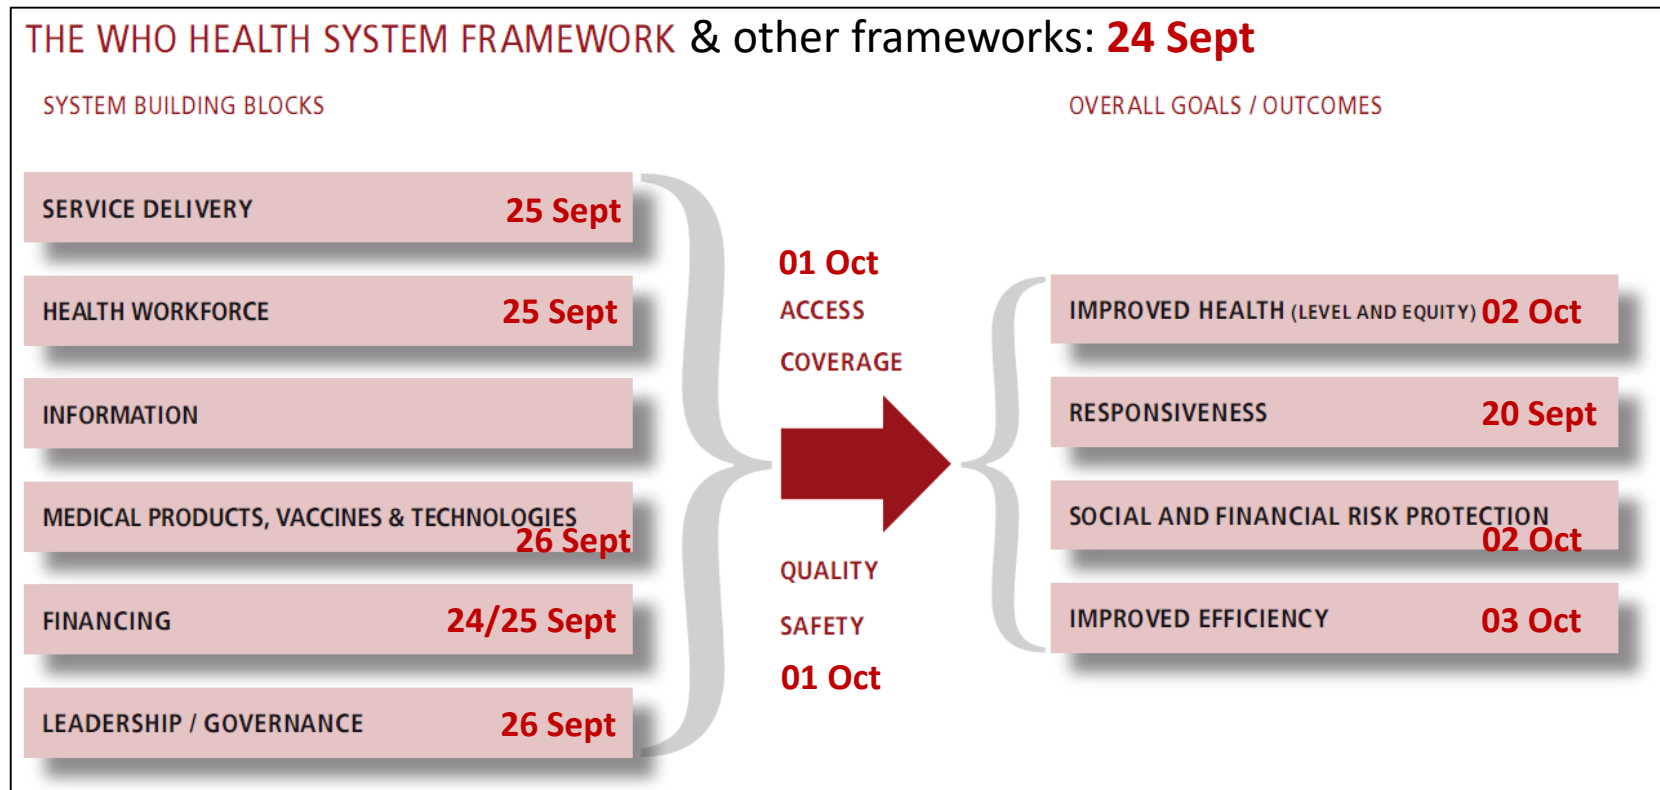 THE WHO HEALTH SYSTEM FRAMEWORK & other frameworks: 24 Sept
SYSTEM BUILDING BLOCKS
SERVICE DELIVERY 25 Sept
HEALTH WORKFORCE 25 Sept
INFORMATION
MEDICAL PRODUCTS, VACCINES & TECHNOLOGIES
26 Sept
FINANCING 24/25 Sept
LEADERSHIP / GOVERNANCE 26 Sept
01 Oct
ACCESS
COVERAGE
QUALITY
SAFETY
01 Oct
OVERALL GOALS / OUTCOMES
IMPROVED HEALTH (LEVEL AND EQUITY) 02 Oct
RESPONSIVENESS 20 Sept
SOCIAL AND FINANCIAL RISK PROTECTION
02 Oct
IMPROVED EFFICIENCY 03 Oct